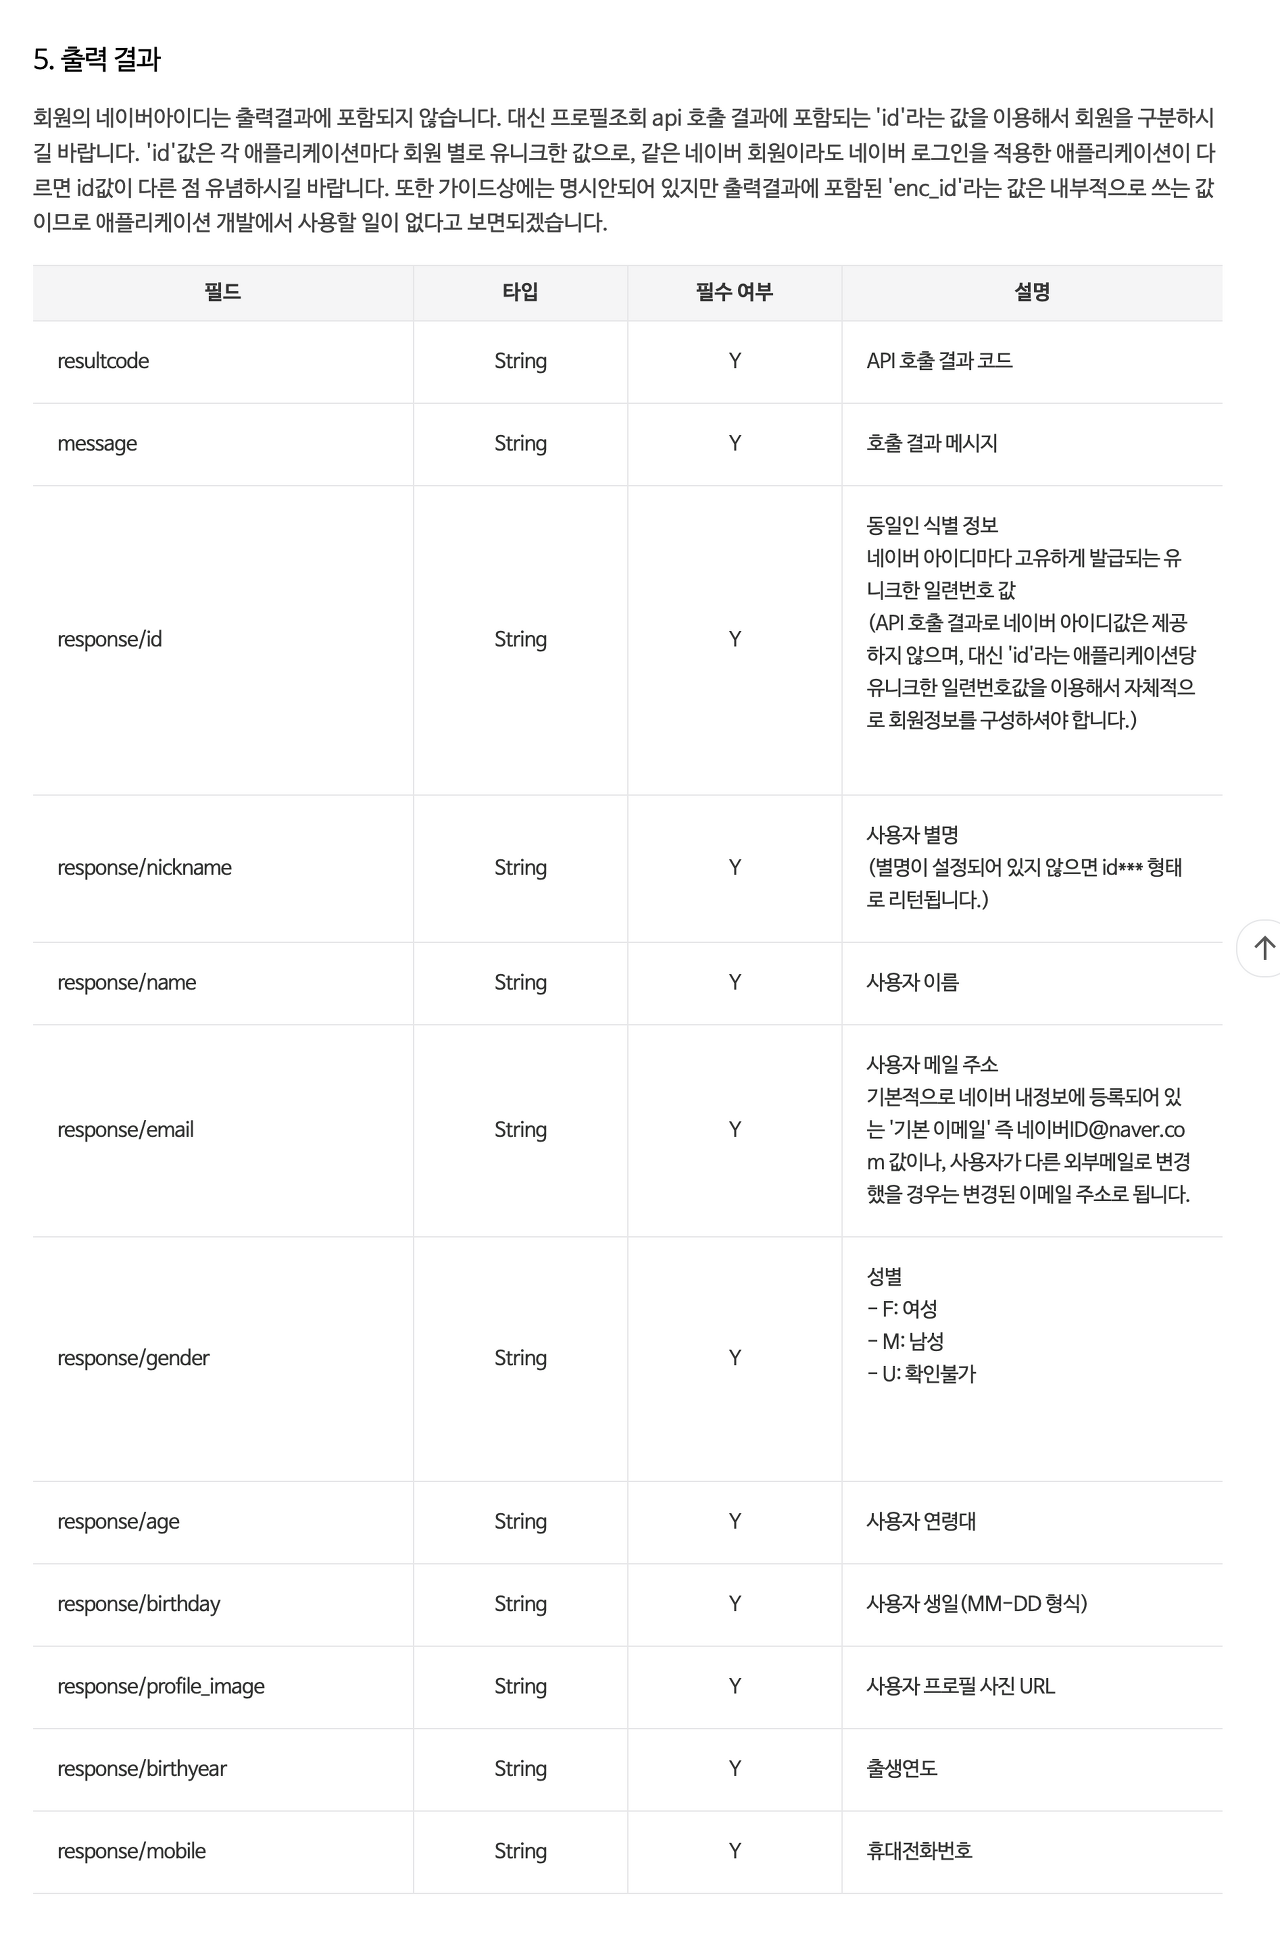 5. 출력 결과
회원의 네이버아이디는 출력결과에 포함되지 않습니다. 대신 프로필조회 api 호출 결과에 포함되는 'id'라는 값을 이용해서 회원을 구분하시
길 바랍니다. 'id'값은 각 애플리케이션마다 회원 별로 유니크한 값으로, 같은 네이버 회원이라도 네이버 로그인을 적용한 애플리케이션이 다
르면 id값이 다른 점 유념하시길 바랍니다. 또한 가이드상에는 명시안되어 있지만 출력결과에 포함된 'enc_id'라는 값은 내부적으로 쓰는 값
이므로 애플리케이션 개발에서 사용할 일이 없다고 보면되겠습니다.
필드 타입 필수 여부 설명
resultcode String Y API 호출 결과 코드
message String Y 호출 결과 메시지
response/id String Y 동일인 식별 정보
네이버 아이디마다 고유하게 발급되는 유
니크한 일련번호 값
(API 호출 결과로 네이버 아이디값은 제공
하지 않으며, 대신 'id'라는 애플리케이션당
유니크한 일련번호값을 이용해서 자체적으
로 회원정보를 구성하셔야 합니다.)
response/nickname String Y 사용자 별명
(별명이 설정되어 있지 않으면 id*** 형태
로 리턴됩니다.)
response/name String Y 사용자 이름
response/email String Y 사용자 메일 주소
기본적으로 네이버 내정보에 등록되어 있
는 '기본 이메일' 즉 네이버ID@naver.co
m 값이나, 사용자가 다른 외부메일로 변경
했을 경우는 변경된 이메일 주소로 됩니다.
response/gender String Y 성별
- F: 여성
- M: 남성
- U: 확인불가
response/age String Y 사용자 연령대
response/birthday String Y 사용자 생일(MM-DD 형식)
response/profile_image String Y 사용자 프로필 사진 URL
response/birthyear String Y 출생연도
response/mobile String Y 휴대전화번호